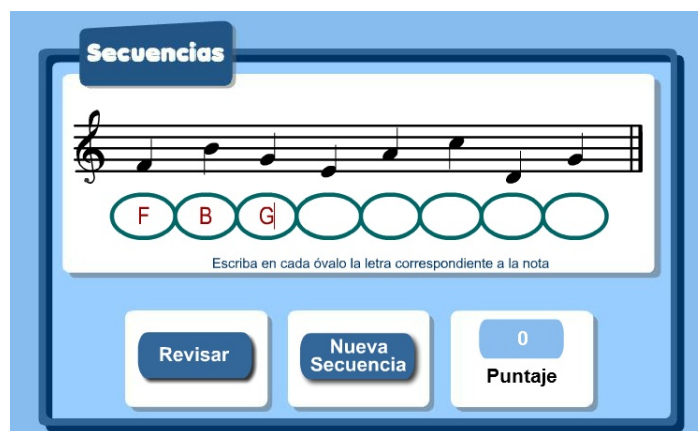 Secuencias
F B G
Escriba en cada óvalo la letra correspondiente a la nota
Revisar
Nueva
Secuencia
0
Puntaje